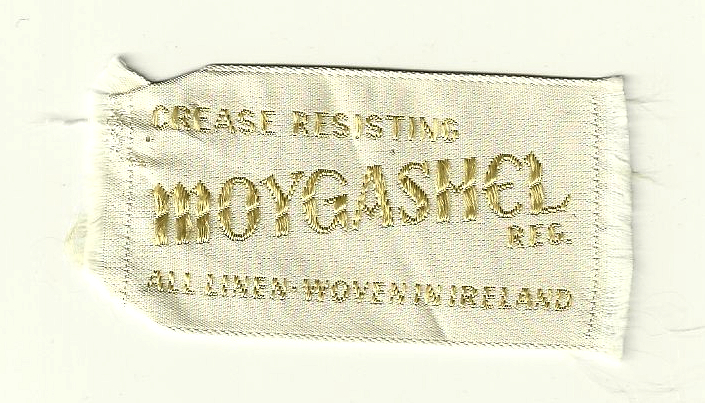 CREASE RESISTING
MOYGASHEL
REG.
ALL LINEN-WOVEN IN IRELAND